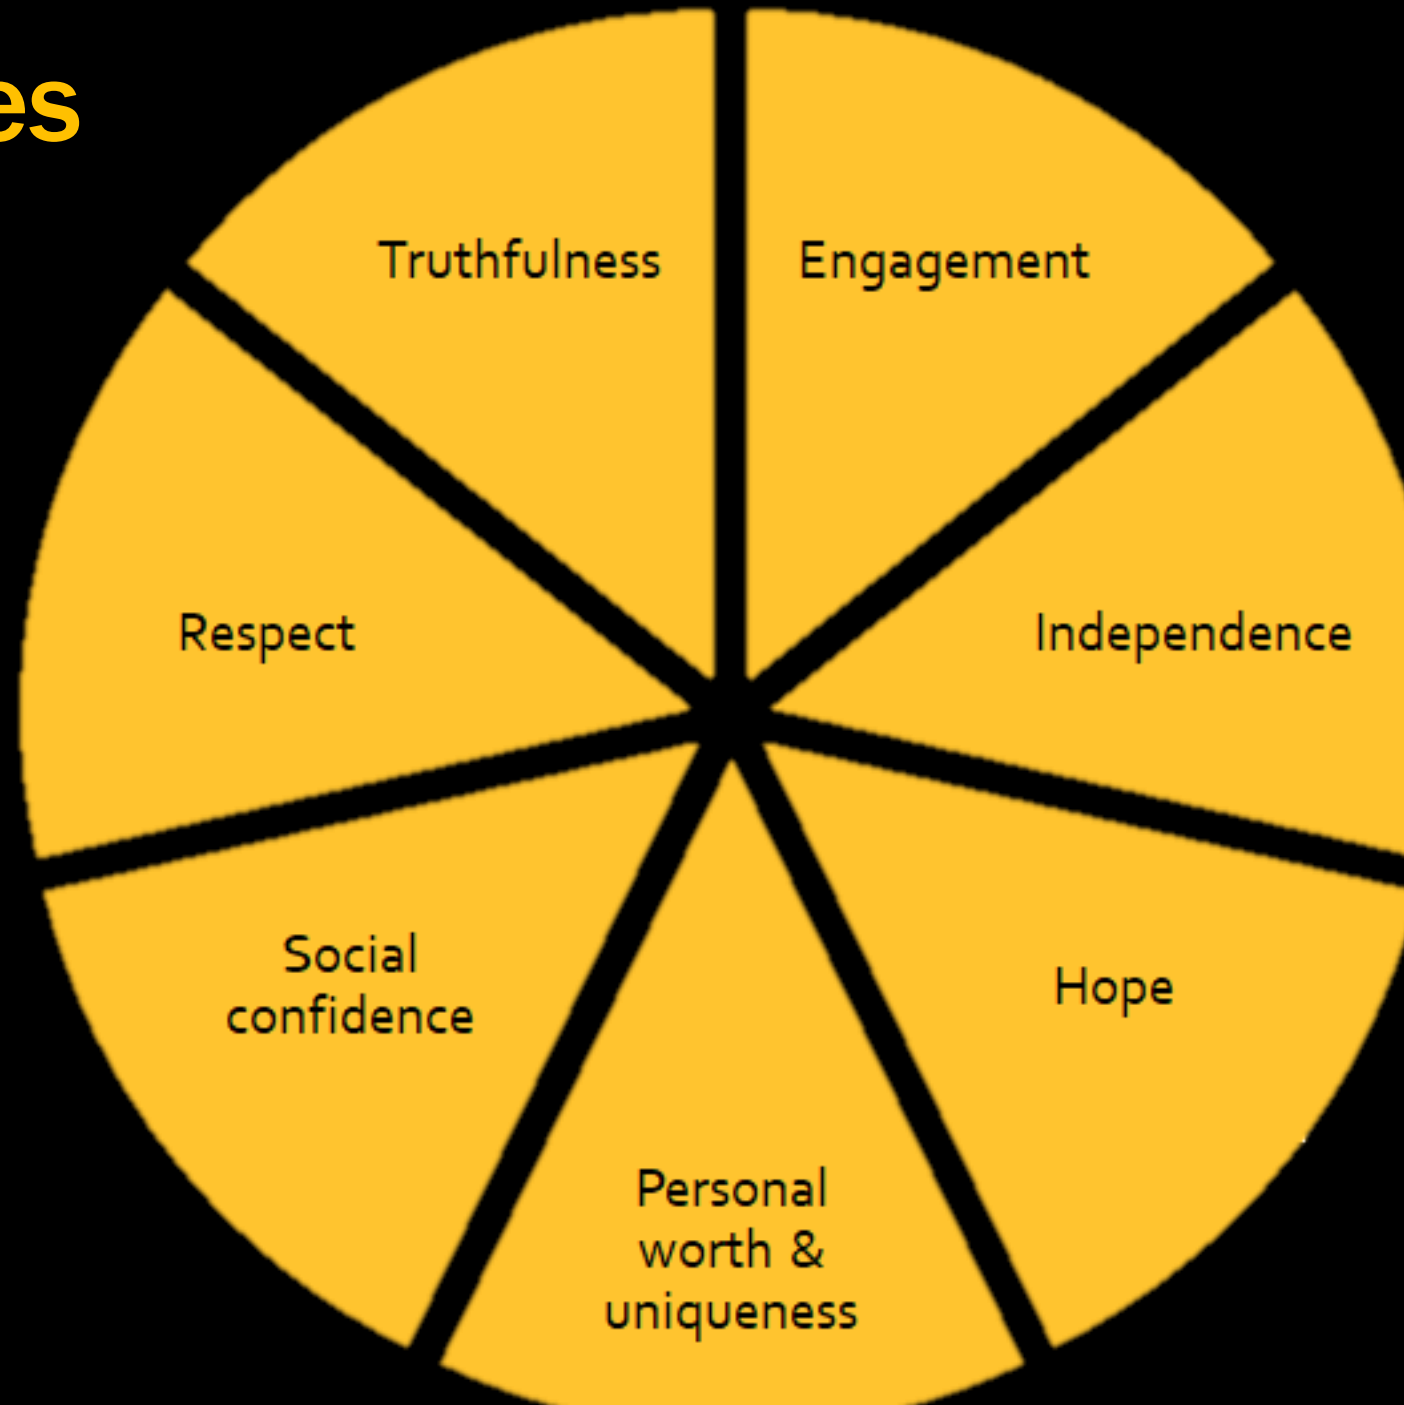 es
Truthfulness
Engagement
Respect
Independence
Social
confidence
Hope
Personal
worth &
uniqueness